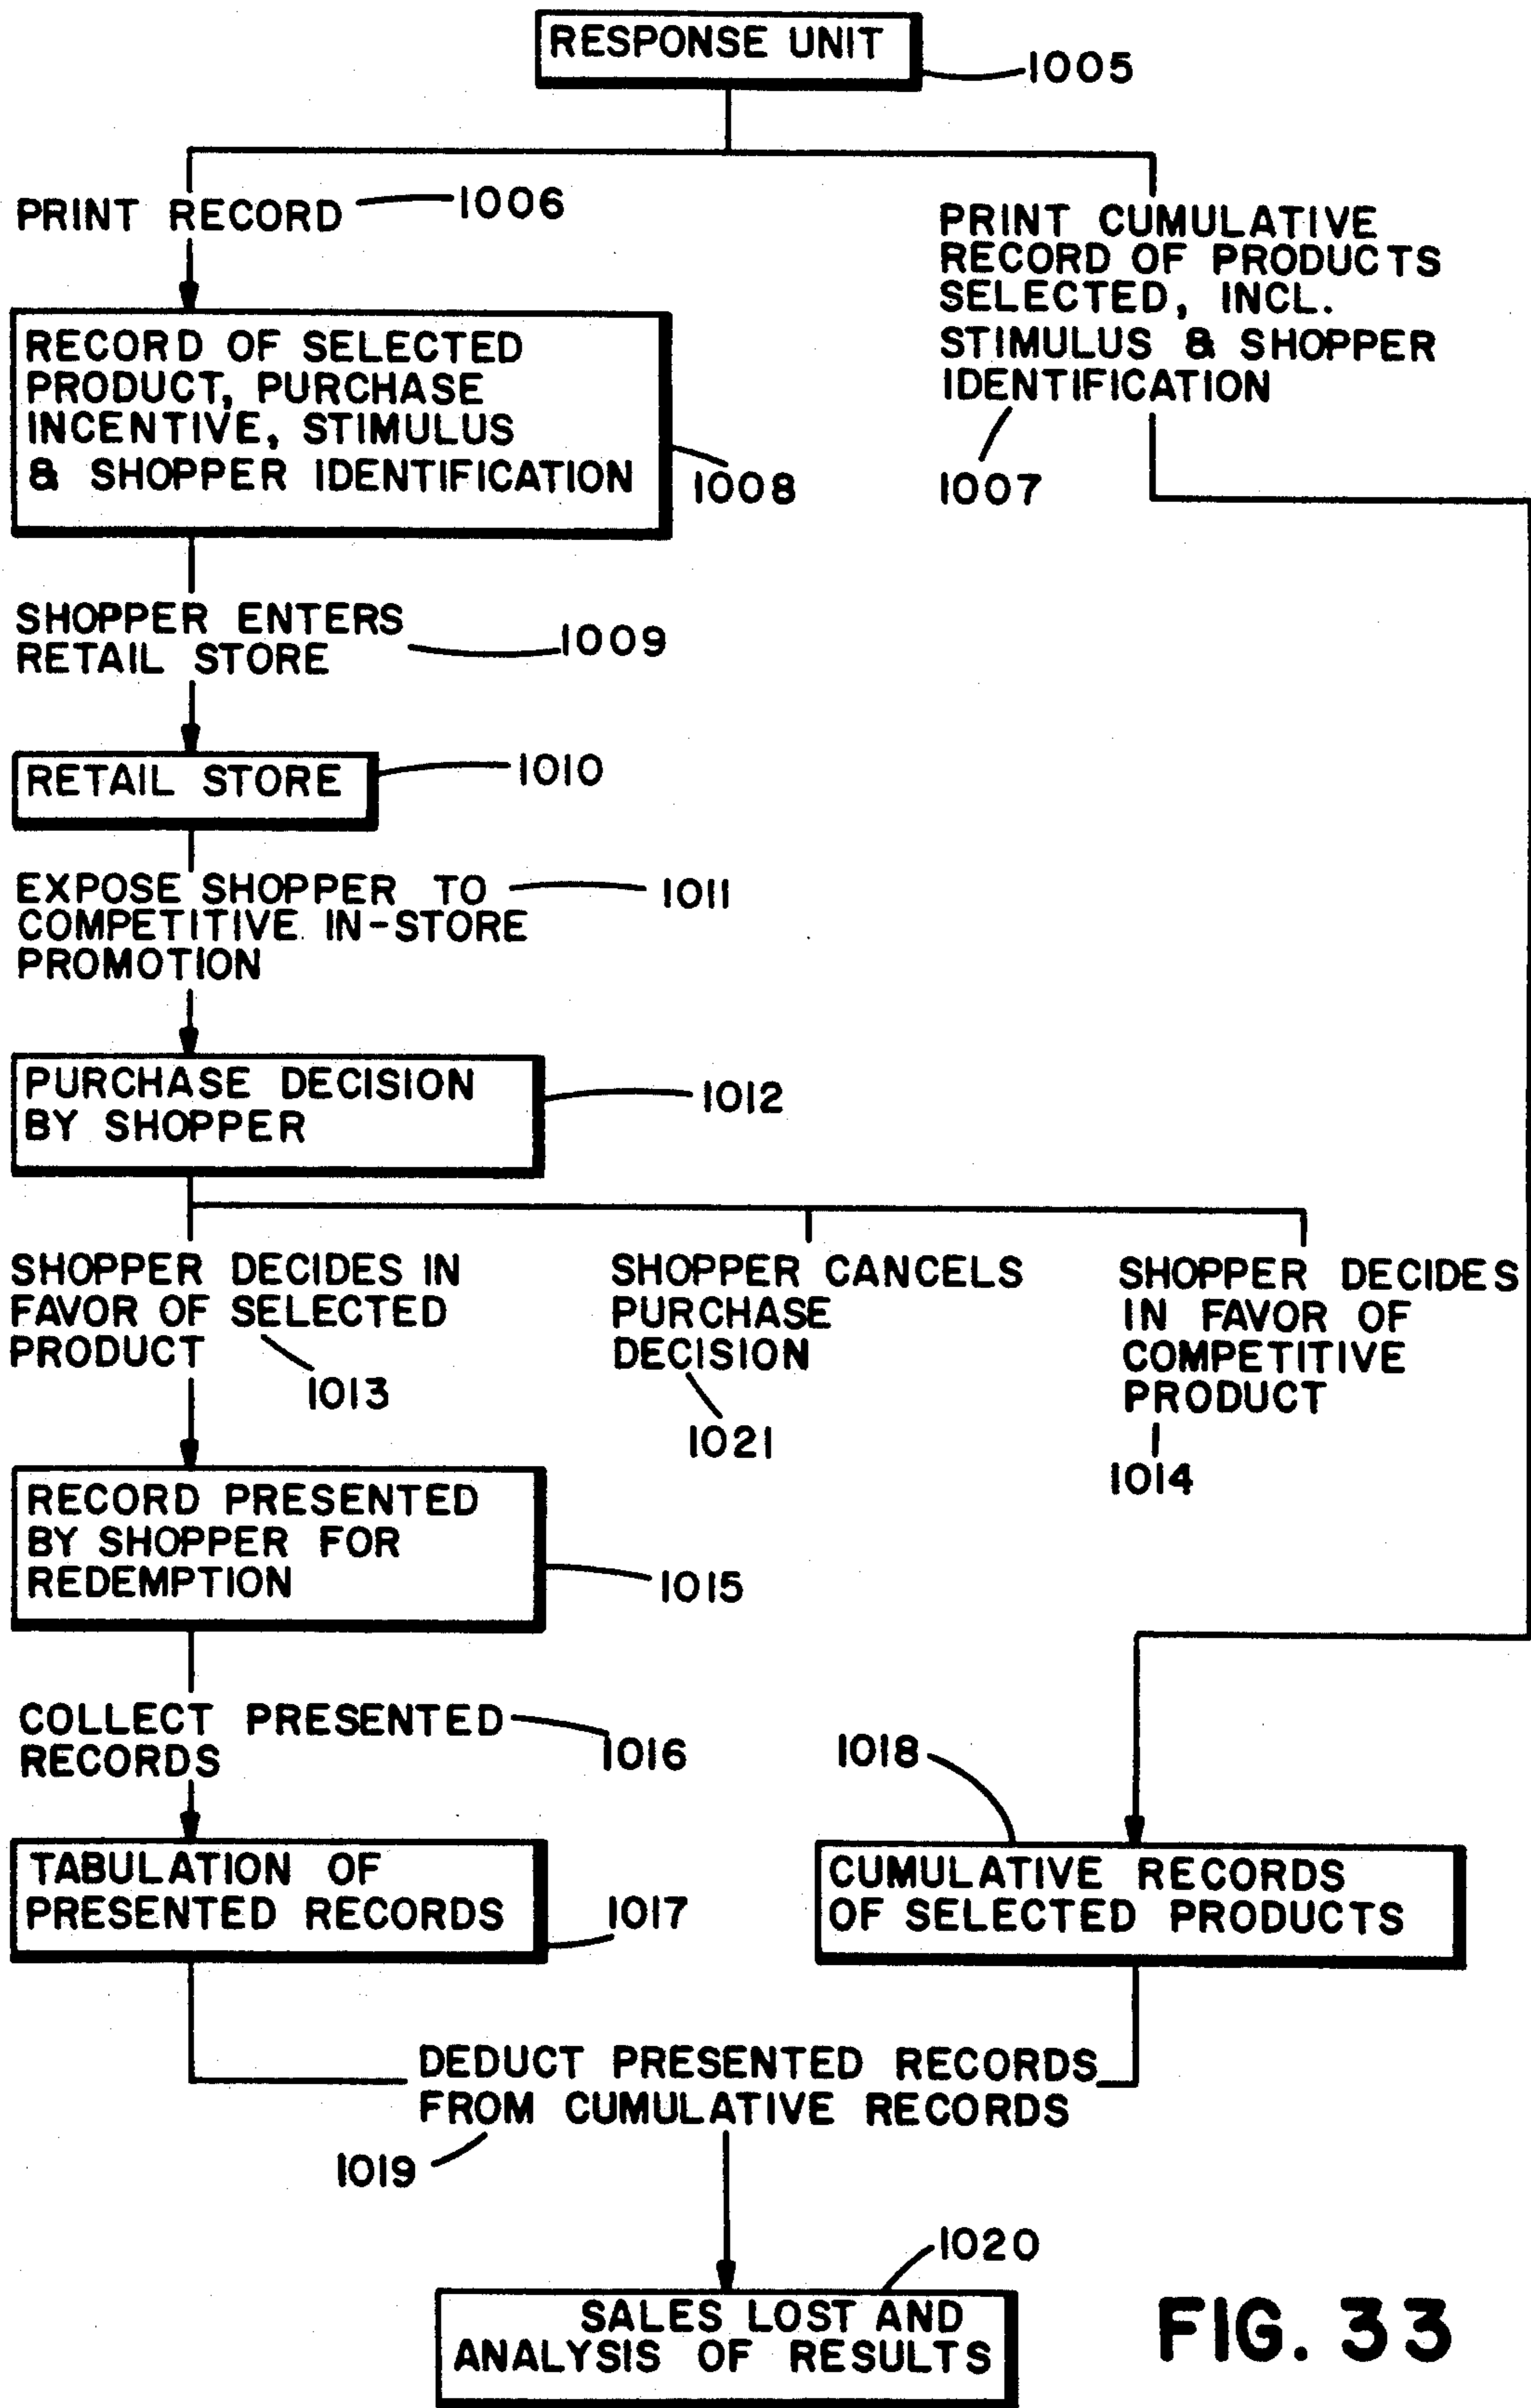 RESPONSE UNIT
1005
PRINT RECORD
1006
PRINT CUMULATIVE
RECORD OF PRODUCTS
SELECTED, INCL.
STIMULUS & SHOPPER
IDENTIFICATION
1007
RECORD OF SELECTED
PRODUCT, PURCHASE
INCENTIVE, STIMULUS
& SHOPPER IDENTIFICATION
1008
SHOPPER ENTERS
RETAIL STORE
1009
RETAIL STORE
1010
EXPOSE SHOPPER TO
COMPETITIVE IN-STORE
PROMOTION
1011
PURCHASE DECISION
BY SHOPPER
1012
SHOPPER DECIDES IN
FAVOR OF SELECTED
PRODUCT
1013
SHOPPER CANCELS
PURCHASE
DECISION
1021
SHOPPER DECIDES
IN FAVOR OF
COMPETITIVE
PRODUCT
1014
RECORD PRESENTED
BY SHOPPER FOR
REDEMPTION
1015
COLLECT PRESENTED
RECORDS
1016
1018
TABULATION OF
PRESENTED RECORDS
1017
CUMULATIVE RECORDS
OF SELECTED PRODUCTS
DEDUCT PRESENTED RECORDS
FROM CUMULATIVE RECORDS
1019
1020
SALES LOST AND
ANALYSIS OF RESULTS
FIG. 33